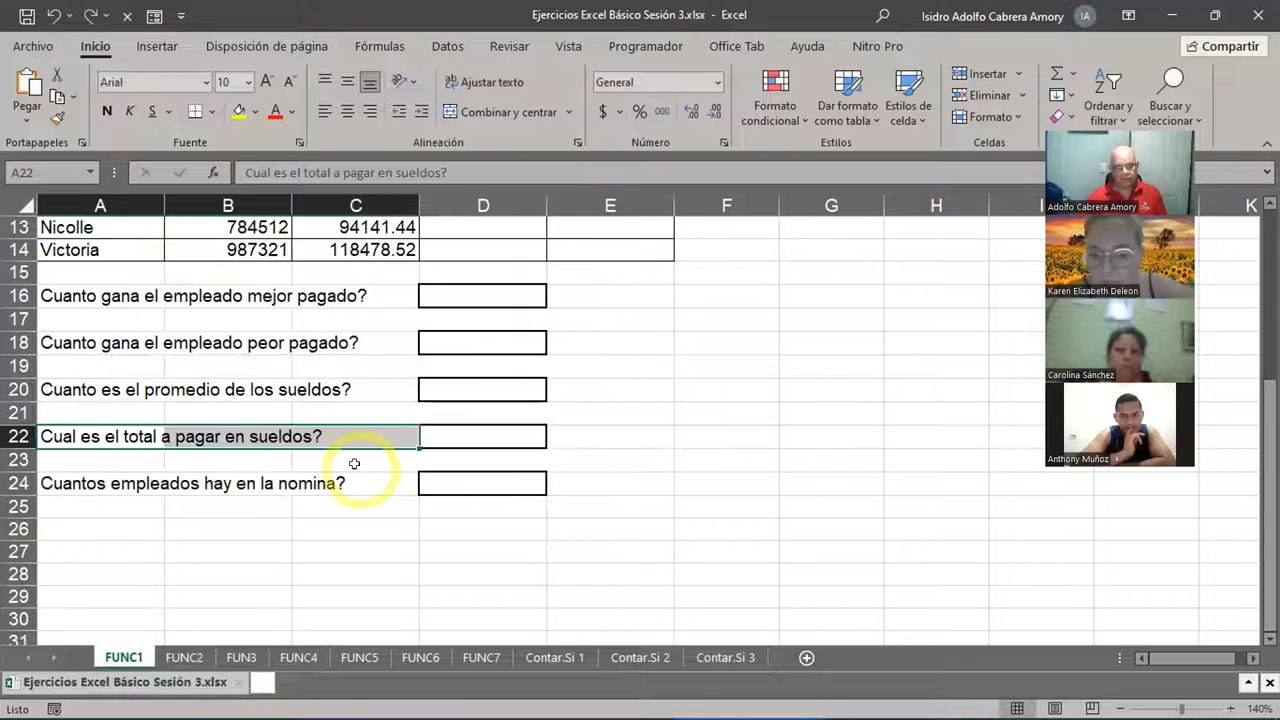 Ejercicios Excel Básico Sesión 3.xlsx - Excel
Isidro Adolfo Cabrera Amory
IA
Archivo Inicio Insertar Disposición de página Fórmulas Datos Revisar Vista Programador Office Tab Ayuda Nitro Pro
Compartir
Pegar
Arial 10
N K S
Ajustar texto
Combinar y centrar
General
$ % 000
Formato condicional
Dar formato como tabla
Estilos de celda
Insertar
Eliminar
Formato
Ordenar y filtrar
Buscar y seleccionar
Portapapeles Fuente Alineación Número Estilos Celdas
A22 fx Cual es el total a pagar en sueldos?
A B C D E F G H I K
13 Nicolle 784512 94141.44
14 Victoria 987321 118478.52
15
16 Cuanto gana el empleado mejor pagado?
17
18 Cuanto gana el empleado peor pagado?
19
20 Cuanto es el promedio de los sueldos?
21
22 Cual es el total a pagar en sueldos?
23
24 Cuantos empleados hay en la nomina?
25
26
27
28
29
30
31
Adolfo Cabrera Amory
Karen Elizabeth Deleon
Carolina Sánchez
Anthony Muñoz
FUNC1 FUNC2 FUN3 FUNC4 FUNC5 FUNC6 FUNC7 Contar.Si 1 Contar.Si 2 Contar.Si 3
Ejercicios Excel Básico Sesión 3.xlsx
Listo
140%